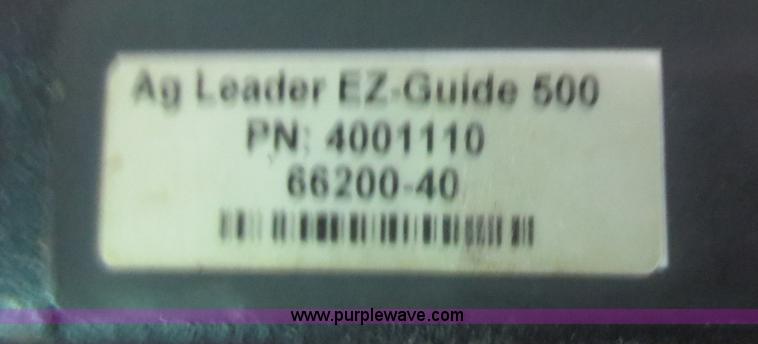 Ag Leader EZ-Guide 500
PN: 4001110
66200-40
www.purplewave.com